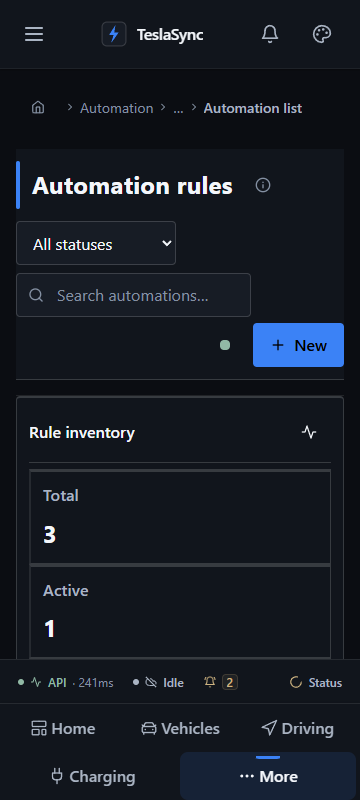 TeslaSync
Automation > ... > Automation list
Automation rules
All statuses
Search automations...
New
Rule inventory
Total
3
Active
1
API · 241ms Idle 2 Status
Home Vehicles Driving
Charging More